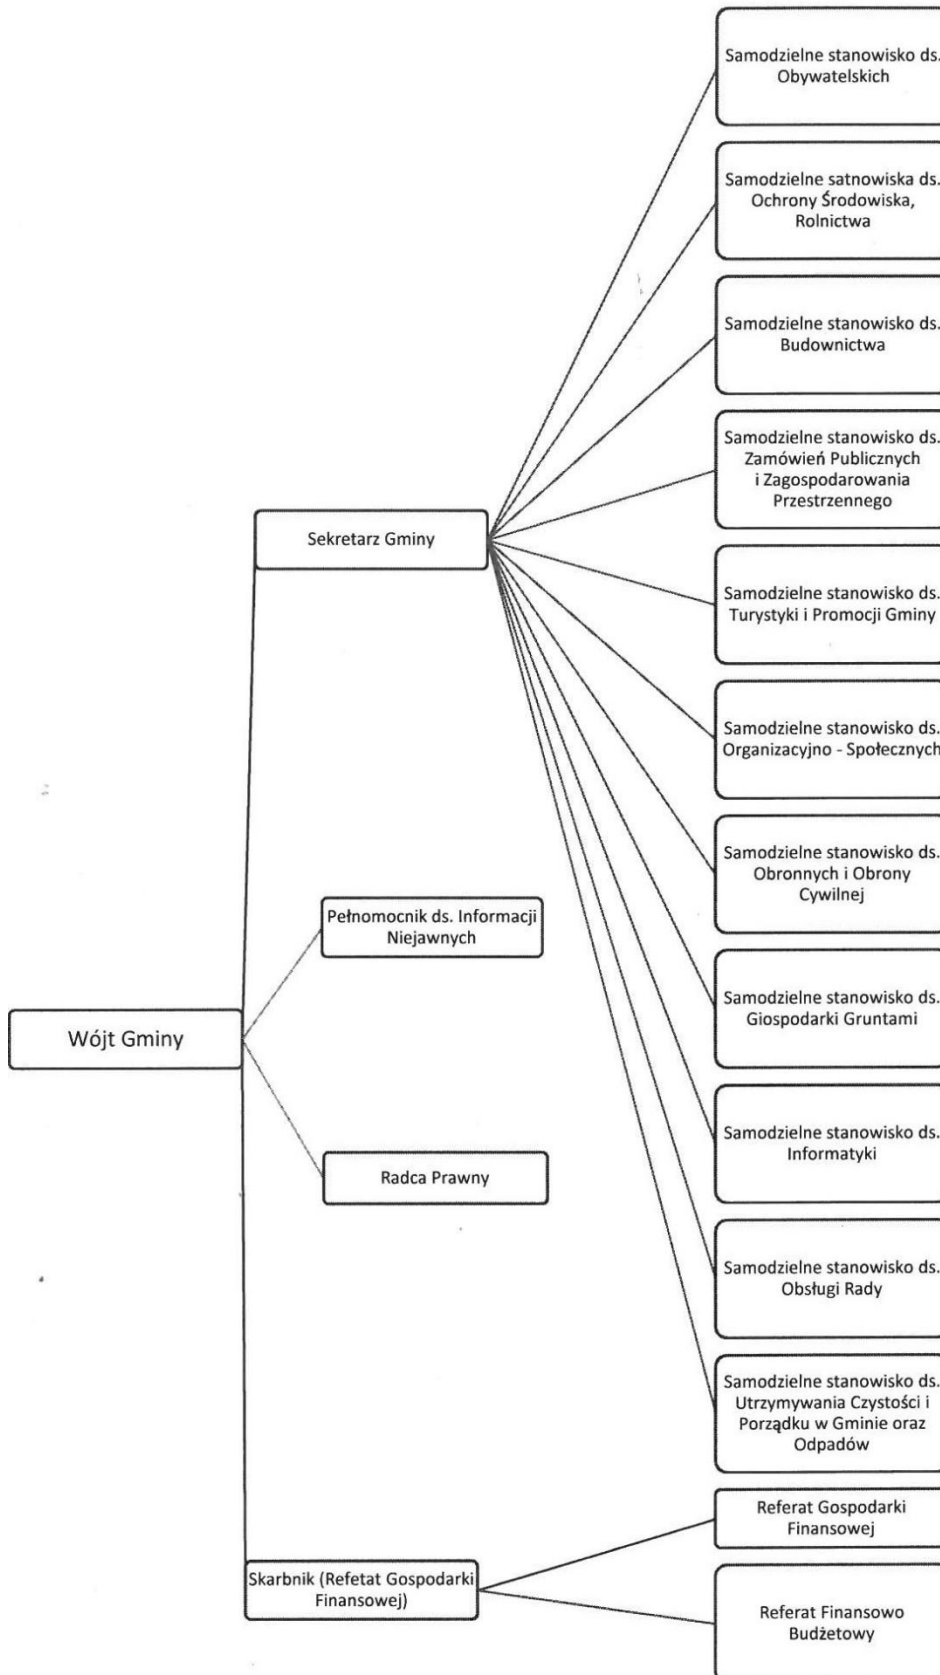 Samodzielne stanowisko ds.
Obywatelskich
Samodzielne satnowiska ds.
Ochrony Środowiska,
Rolnictwa
Samodzielne stanowisko ds.
Budownictwa
Samodzielne stanowisko ds.
Zamówień Publicznych
i Zagospodarowania
Przestrzennego
Sekretarz Gminy
Samodzielne stanowisko ds.
Turystyki i Promocji Gminy
Samodzielne stanowisko ds.
Organizacyjno - Społecznych
Samodzielne stanowisko ds.
Obronnych i Obrony
Cywilnej
Pełnomocnik ds. Informacji
Niejawnych
Samodzielne stanowisko ds.
Giospodarki Gruntami
Wójt Gminy
Samodzielne stanowisko ds.
Informatyki
Radca Prawny
Samodzielne stanowisko ds.
Obsługi Rady
Samodzielne stanowisko ds.
Utrzymywania Czystości i
Porządku w Gminie oraz
Odpadów
Referat Gospodarki
Finansowej
Skarbnik (Refetat Gospodarki
Finansowej)
Referat Finansowo
Budżetowy